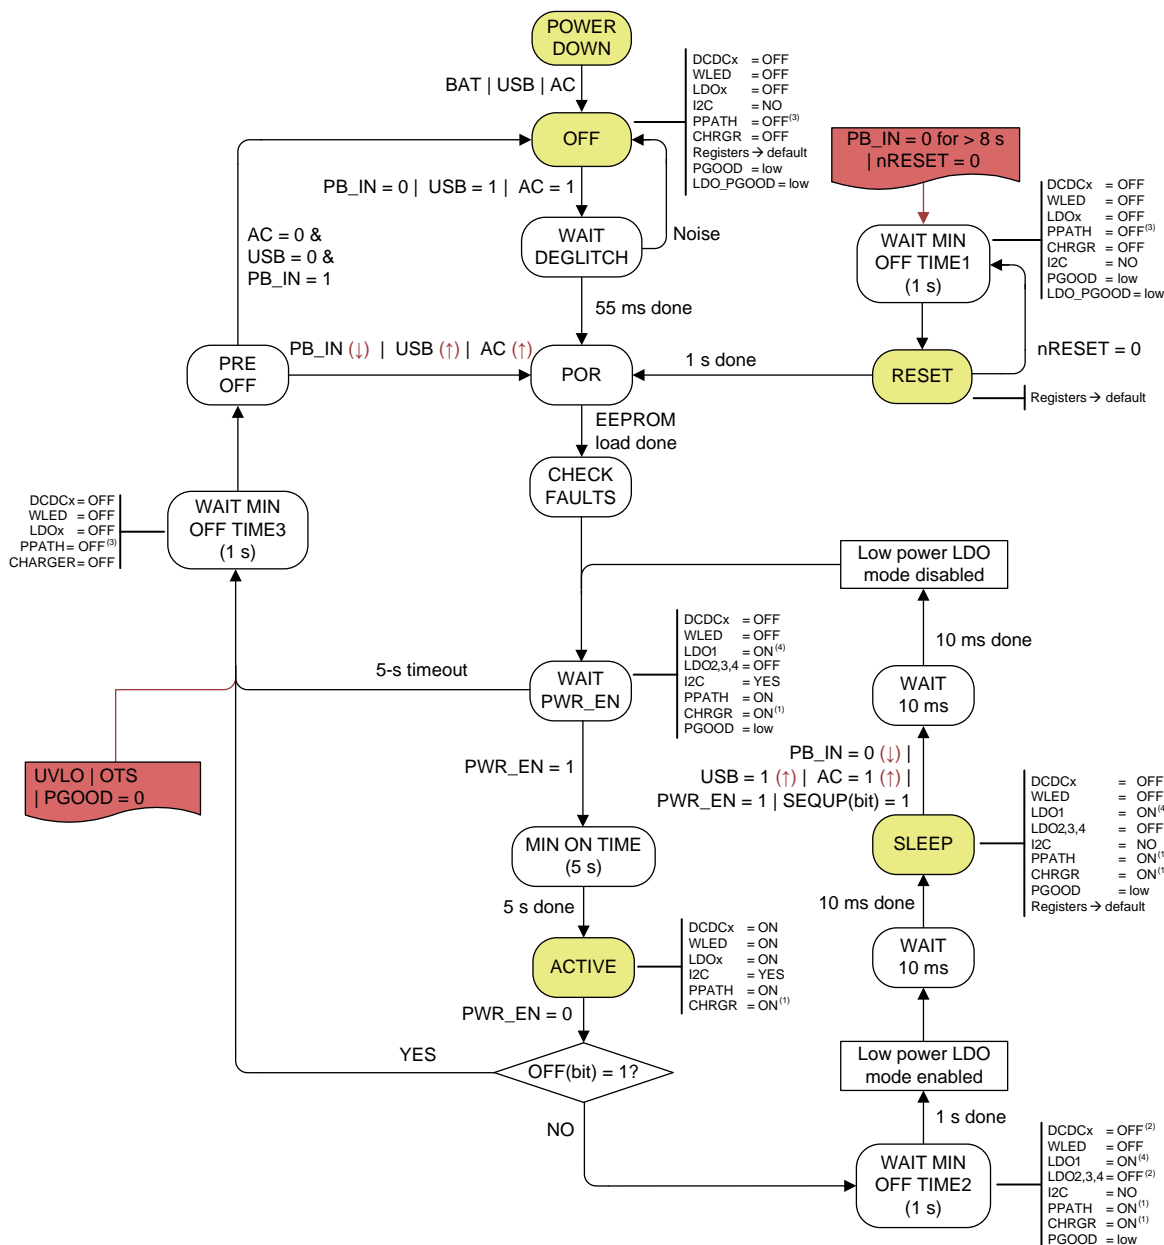 POWER
DOWN
BAT | USB | AC
OFF
DCDCx = OFF
WLED = OFF
LDOx = OFF
I2C = NO
PPATH = OFF(3)
CHRGR = OFF
Registers → default
PGOOD = low
LDO_PGOOD = low
PB_IN = 0 for > 8 s
| nRESET = 0
PB_IN = 0 | USB = 1 | AC = 1
WAIT
DEGLITCH
Noise
AC = 0 &
USB = 0 &
PB_IN = 1
WAIT MIN
OFF TIME1
(1 s)
DCDCx = OFF
WLED = OFF
LDOx = OFF
PPATH = OFF(3)
CHRGR = OFF
I2C = NO
PGOOD = low
LDO_PGOOD = low
55 ms done
PRE
OFF
PB_IN (↓) | USB (↑) | AC (↑)
POR
1 s done
RESET
nRESET = 0
Registers → default
EEPROM
load done
CHECK
FAULTS
DCDCx = OFF
WLED = OFF
LDOx = OFF
PPATH = OFF(3)
CHARGER = OFF
WAIT MIN
OFF TIME3
(1 s)
Low power LDO
mode disabled
10 ms done
5-s timeout
WAIT
PWR_EN
DCDCx = OFF
WLED = OFF
LDO1 = ON(4)
LDO2,3,4 = OFF
I2C = YES
PPATH = ON
CHRGR = ON(1)
PGOOD = low
WAIT
10 ms
UVLO | OTS
| PGOOD = 0
PWR_EN = 1
PB_IN = 0 (↓) |
USB = 1 (↑) | AC = 1 (↑) |
PWR_EN = 1 | SEQUP(bit) = 1
MIN ON TIME
(5 s)
SLEEP
DCDCx = OFF
WLED = OFF
LDO1 = ON(4
LDO2,3,4 = OFF
I2C = NO
PPATH = ON(1
CHRGR = ON(1
PGOOD = low
Registers → default
5 s done
10 ms done
ACTIVE
DCDCx = ON
WLED = ON
LDOx = ON
I2C = YES
PPATH = ON
CHRGR = ON(1)
WAIT
10 ms
PWR_EN = 0
OFF(bit) = 1?
YES
NO
Low power LDO
mode enabled
1 s done
WAIT MIN
OFF TIME2
(1 s)
DCDCx = OFF(2)
WLED = OFF
LDO1 = ON(4)
LDO2,3,4 = OFF(2)
I2C = NO
PPATH = ON(1)
CHRGR = ON(1)
PGOOD = low